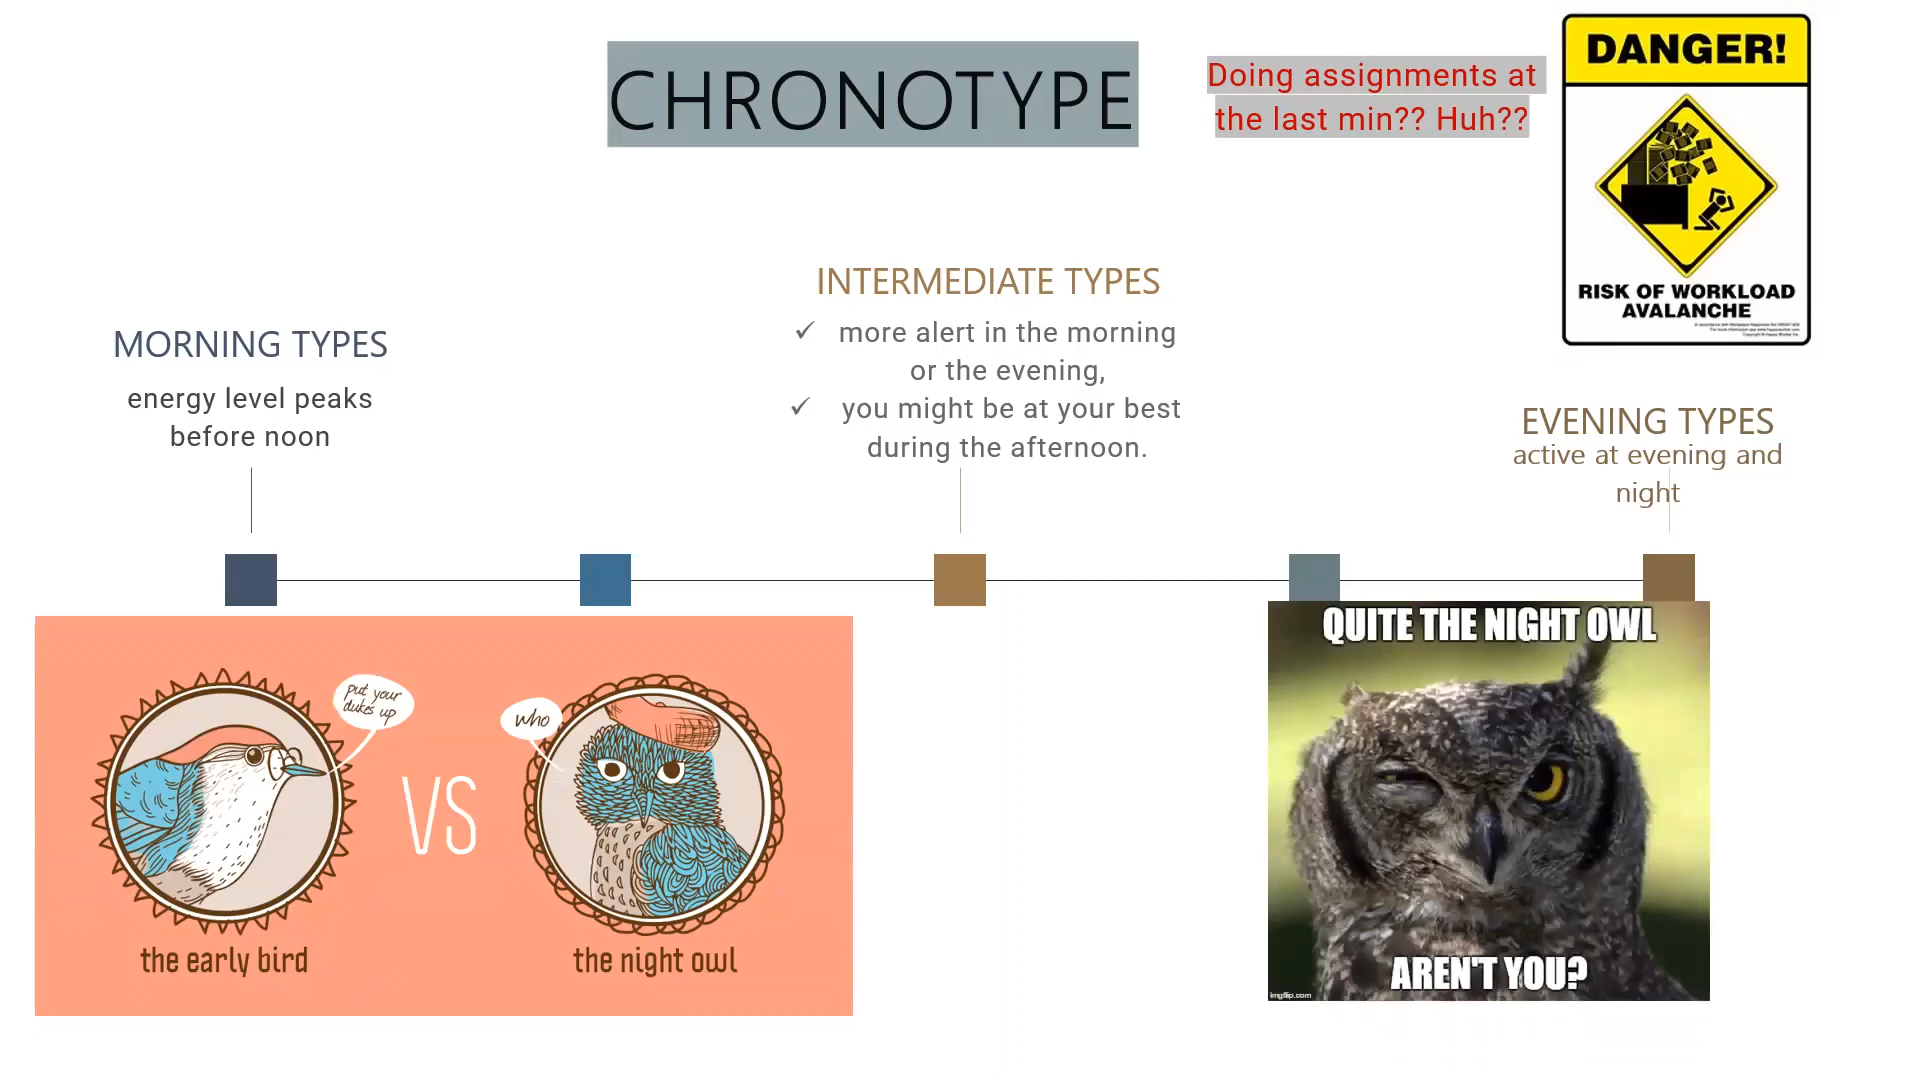 CHRONOTYPE
Doing assignments at
the last min?? Huh??
DANGER!
RISK OF WORKLOAD
AVALANCHE
MORNING TYPES
energy level peaks
before noon
INTERMEDIATE TYPES
✓ more alert in the morning
or the evening,
✓ you might be at your best
during the afternoon.
EVENING TYPES
active at evening and
night
put your
dukes up
who
VS
the early bird
the night owl
QUITE THE NIGHT OWL
AREN'T YOU?
imgflip.com